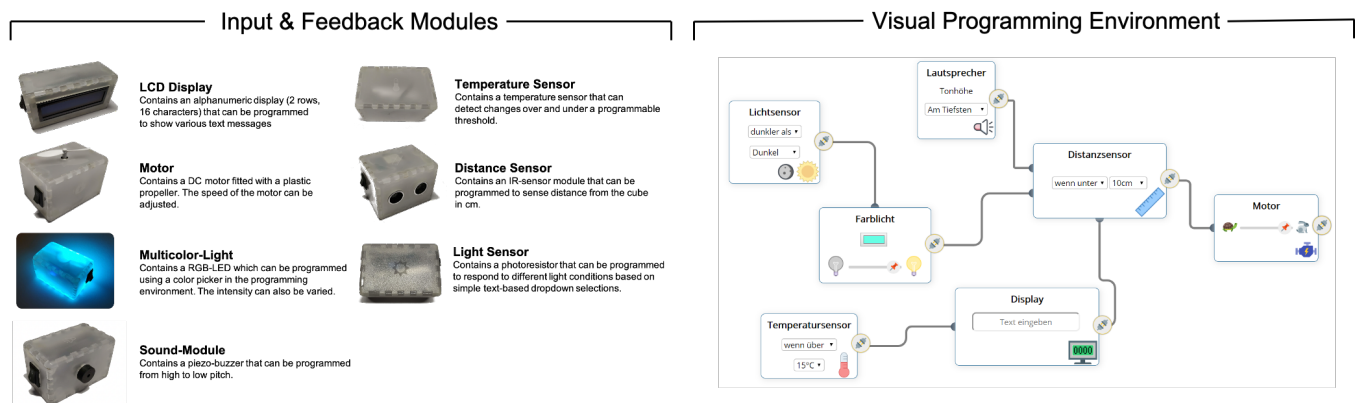 Input & Feedback Modules
LCD Display
Contains an alphanumeric display (2 rows,
16 characters) that can be programmed
to show various text messages
Motor
Contains a DC motor fitted with a plastic
propeller. The speed of the motor can be
adjusted.
Multicolor-Light
Contains a RGB-LED which can be programmed
using a color picker in the programming
environment. The intensity can also be varied.
Sound-Module
Contains a piezo-buzzer that can be programmed
from high to low pitch.
Temperature Sensor
Contains a temperature sensor that can
detect changes over and under a programmable
threshold.
Distance Sensor
Contains an IR-sensor module that can be
programmed to sense distance from the cube
in cm.
Light Sensor
Contains a photoresistor that can be programmed
to respond to different light conditions based on
simple text-based dropdown selections.
Visual Programming Environment
Lichtsensor
dunkler als
Dunkel
Lautsprecher
Tonhöhe
Am Tiefsten
Farblicht
Distanzsensor
wenn unter 10cm
Motor
Temperatursensor
wenn über
15°C
Display
Text eingeben
0000